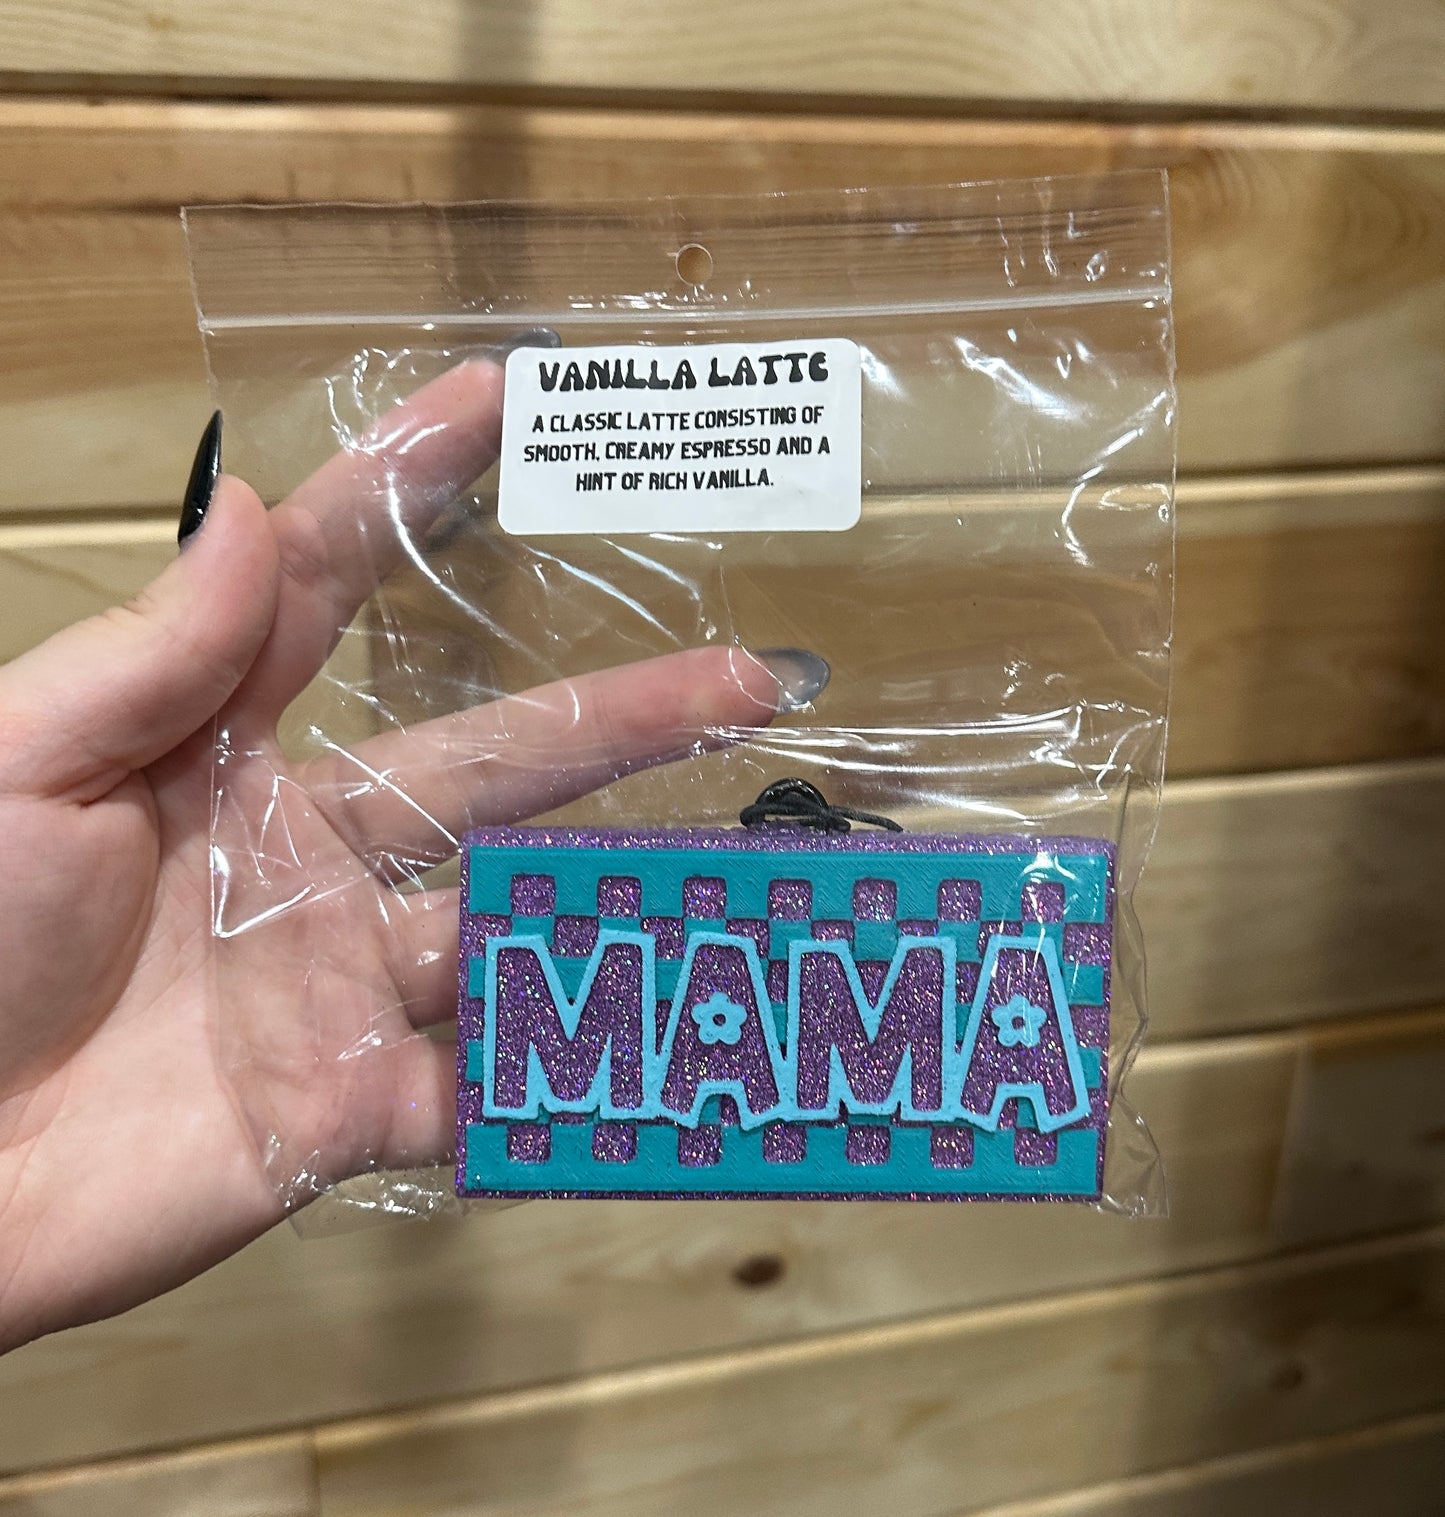 VANILLA LATTE
A CLASSIC LATTE CONSISTING OF
SMOOTH, CREAMY ESPRESSO AND A
HINT OF RICH VANILLA.
MAMA